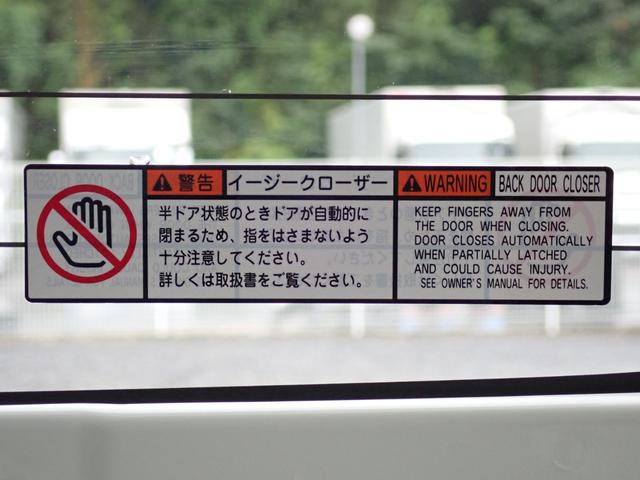 警告 イージークローザー
半ドア状態のときドアが自動的に
閉まるため、指をはさまないよう
十分注意してください。
詳しくは取扱書をご覧ください。
WARNING BACK DOOR CLOSER
KEEP FINGERS AWAY FROM
THE DOOR WHEN CLOSING.
DOOR CLOSES AUTOMATICALLY
WHEN PARTIALLY LATCHED
AND COULD CAUSE INJURY.
SEE OWNER'S MANUAL FOR DETAILS.